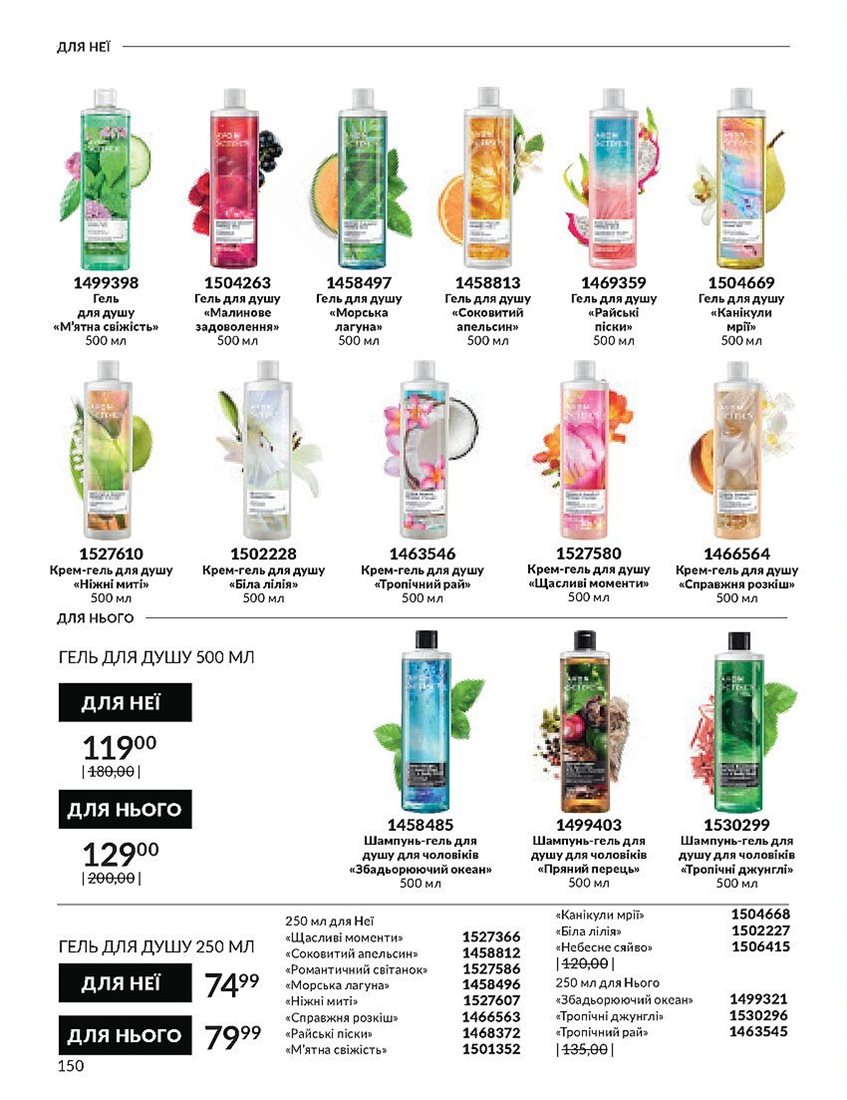 ДЛЯ НЕЇ
1499398
Гель
для душу
«М'ятна свіжість»
500 мл
1504263
Гель для душу
«Малинове
задоволення»
500 мл
1458497
Гель для душу
«Морська
лагуна»
500 мл
1458813
Гель для душу
«Соковитий
апельсин»
500 мл
1469359
Гель для душу
«Райські
піски»
500 мл
1504669
Гель для душу
«Канікули
мрії»
500 мл
1527610
Крем-гель для душу
«Ніжні миті»
500 мл
1502228
Крем-гель для душу
«Біла лілія»
500 мл
1463546
Крем-гель для душу
«Тропічний рай»
500 мл
1527580
Крем-гель для душу
«Щасливі моменти»
500 мл
1466564
Крем-гель для душу
«Справжня розкіш»
500 мл
ДЛЯ НЬОГО
ГЕЛЬ ДЛЯ ДУШУ 500 МЛ
ДЛЯ НЕЇ
119⁰⁰
|180,00|
ДЛЯ НЬОГО
129⁰⁰
|200,00|
1458485
Шампунь-гель для
душу для чоловіків
«Збадьорюючий океан»
500 мл
1499403
Шампунь-гель для
душу для чоловіків
«Пряний перець»
500 мл
1530299
Шампунь-гель для
душу для чоловіків
«Тропічні джунглі»
500 мл
ГЕЛЬ ДЛЯ ДУШУ 250 МЛ
ДЛЯ НЕЇ 74⁹⁹
ДЛЯ НЬОГО 79⁹⁹
250 мл для Неї
«Щасливі моменти» 1527366
«Соковитий апельсин» 1458812
«Романтичний світанок» 1527586
«Морська лагуна» 1458496
«Ніжні миті» 1527607
«Справжня розкіш» 1466563
«Райські піски» 1468372
«М'ятна свіжість» 1501352
«Канікули мрії» 1504668
«Біла лілія» 1502227
«Небесне сяйво» 1506415
|120,00|
250 мл для Нього
«Збадьорюючий океан» 1499321
«Тропічні джунглі» 1530296
«Тропічний рай» 1463545
|135,00|
150